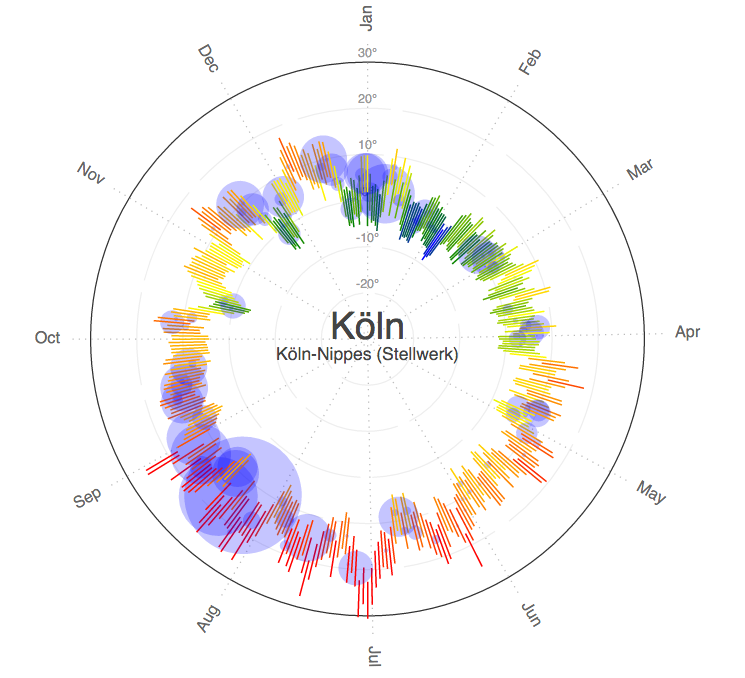 Jan
Feb
Mar
Apr
May
Jun
Jul
Aug
Sep
Oct
Nov
Dec
30°
20°
10°
-10°
-20°
Köln
Köln-Nippes (Stellwerk)